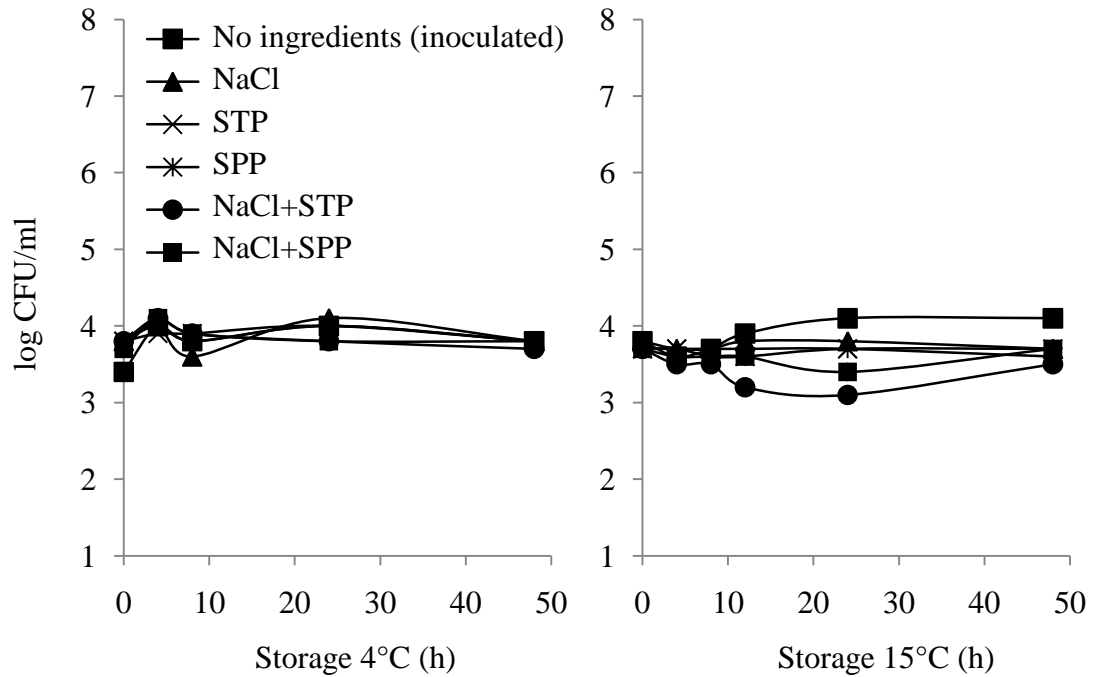 8
7
6
5
4
3
2
1
log CFU/ml
No ingredients (inoculated)
NaCl
STP
SPP
NaCl+STP
NaCl+SPP
0 10 20 30 40 50
Storage 4°C (h)
8
7
6
5
4
3
2
1
0 10 20 30 40 50
Storage 15°C (h)